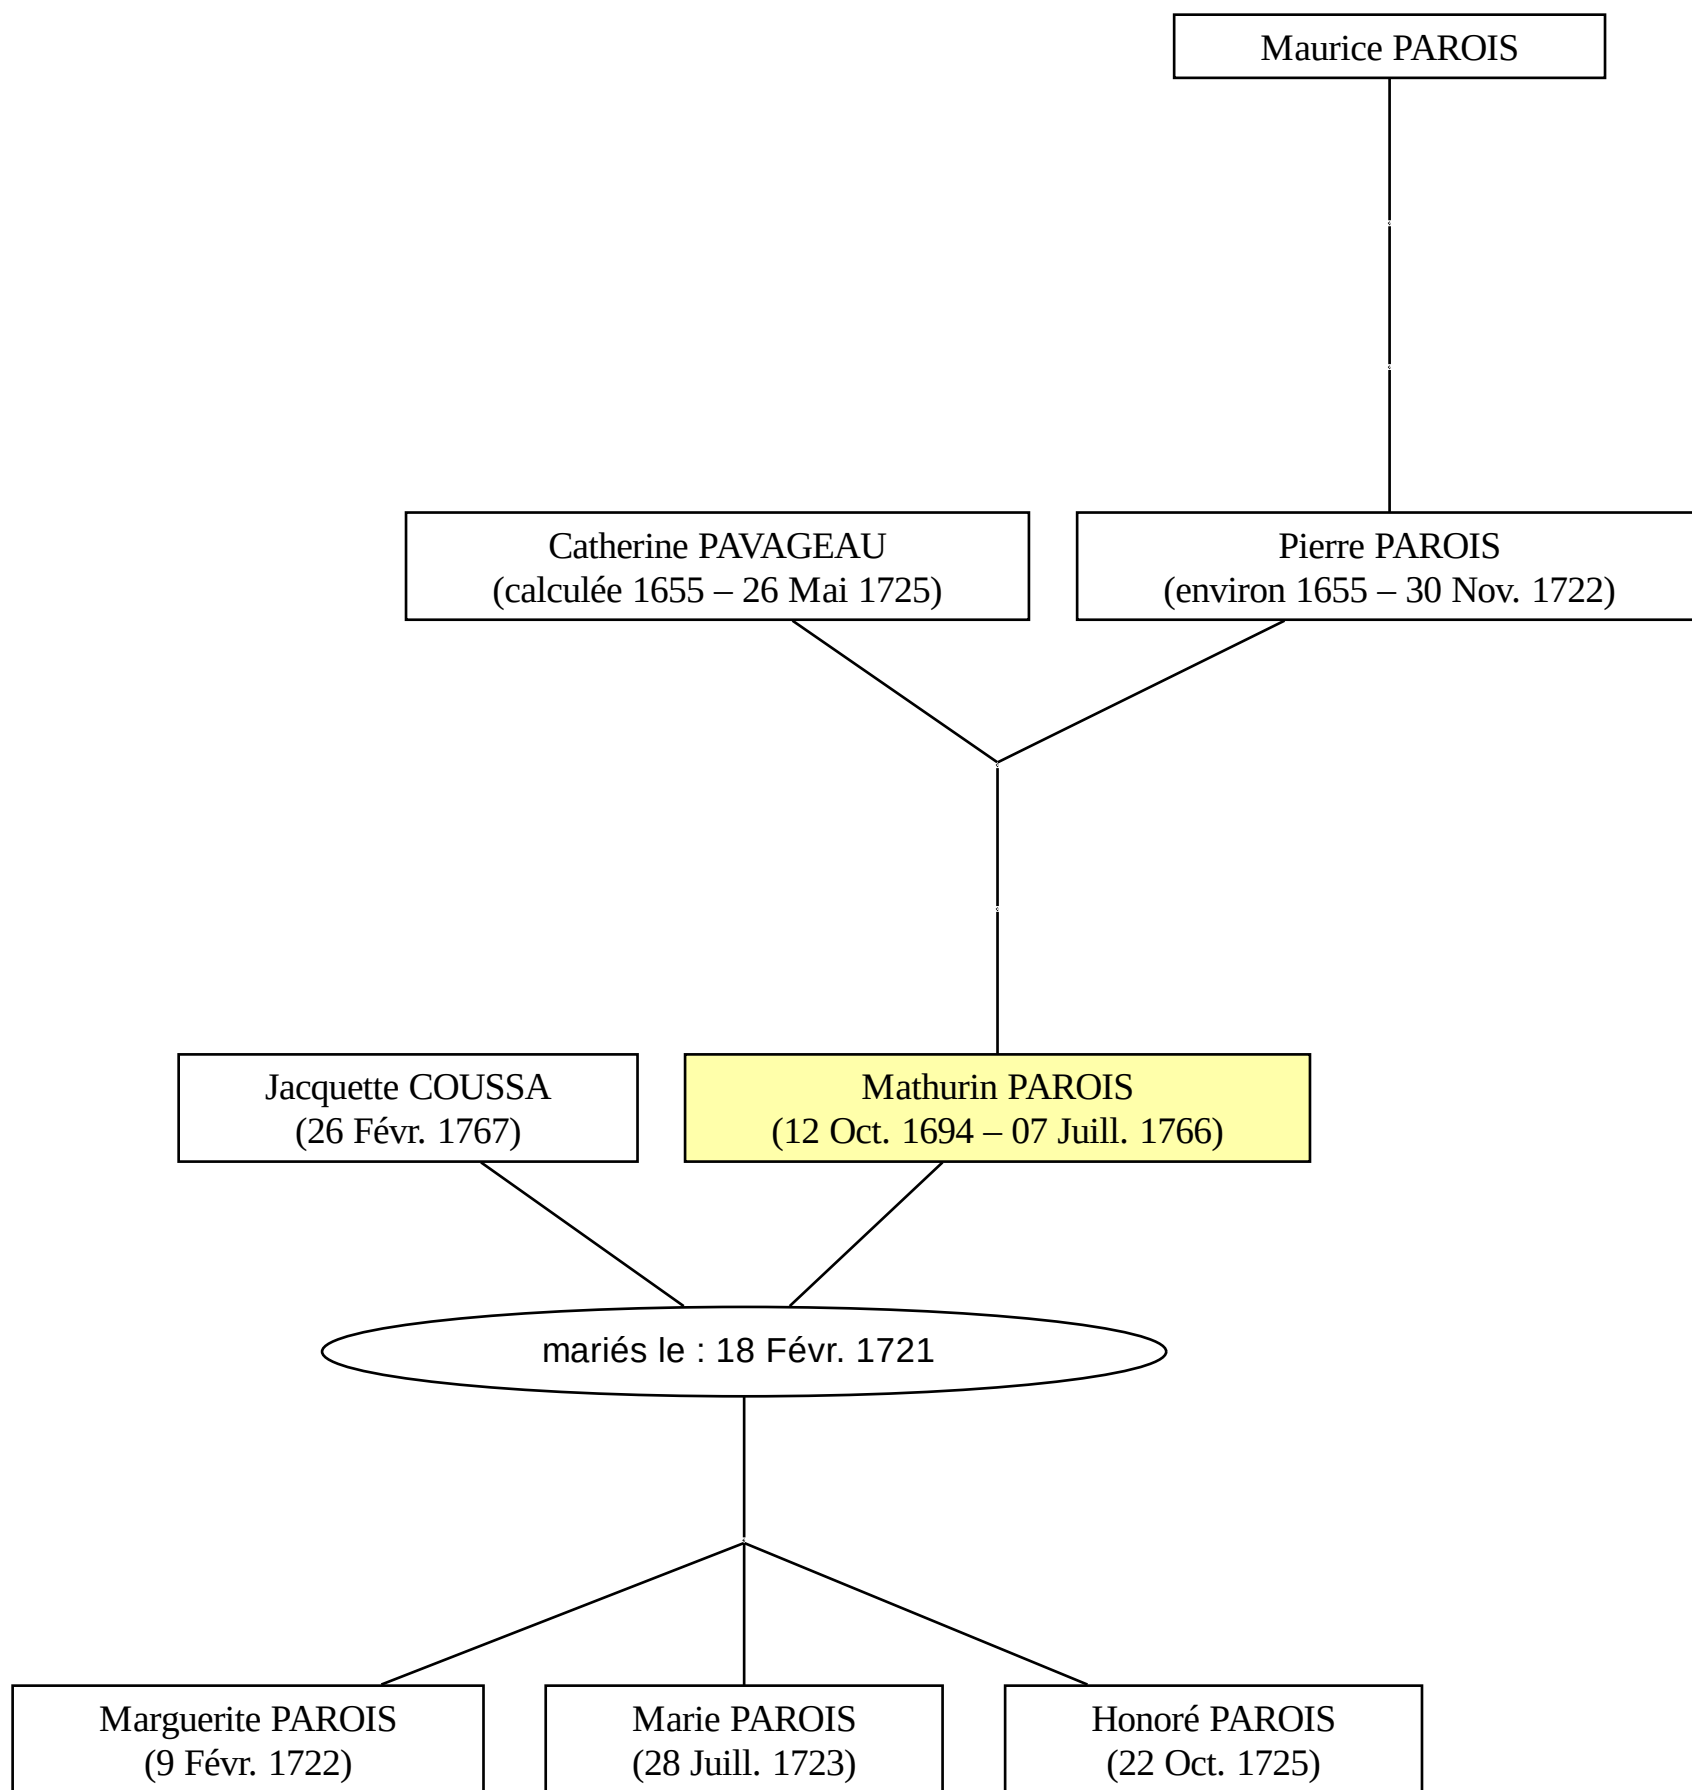 Maurice PAROIS
Catherine PAVAGEAU
(calculée 1655 – 26 Mai 1725)
Pierre PAROIS
(environ 1655 – 30 Nov. 1722)
Jacquette COUSSA
(26 Févr. 1767)
Mathurin PAROIS
(12 Oct. 1694 – 07 Juill. 1766)
mariés le : 18 Févr. 1721
Marguerite PAROIS
(9 Févr. 1722)
Marie PAROIS
(28 Juill. 1723)
Honoré PAROIS
(22 Oct. 1725)